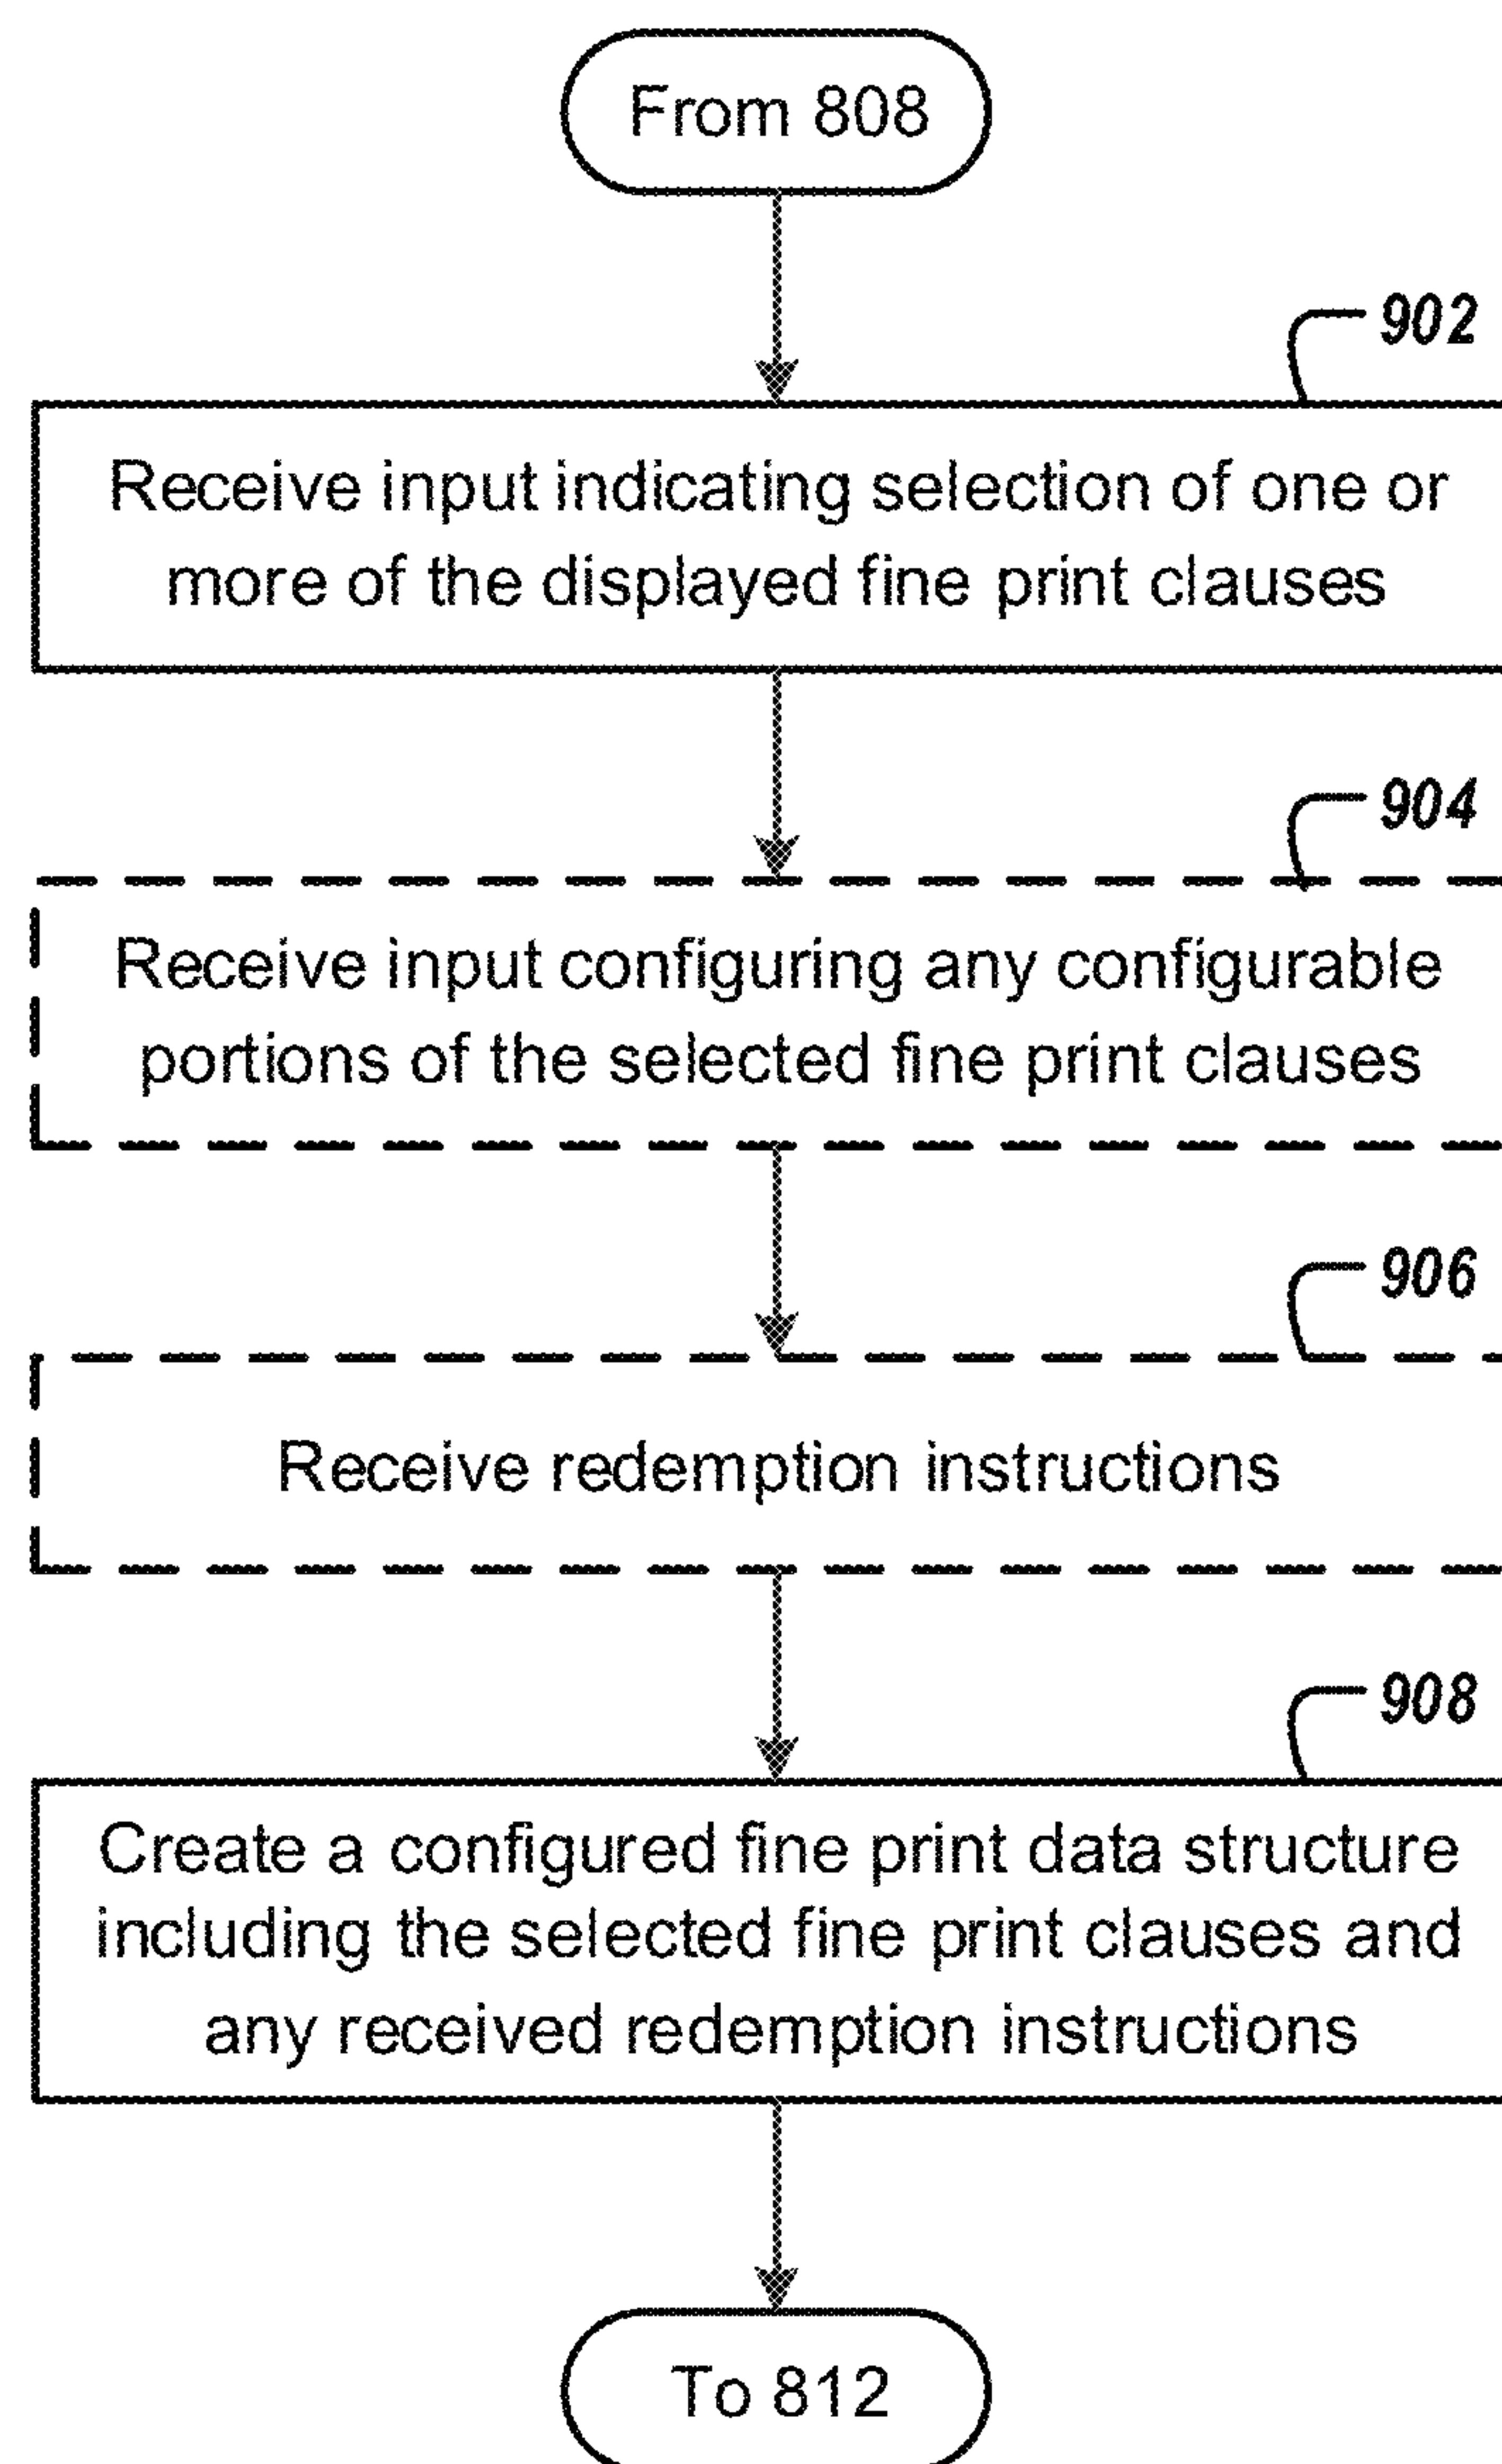 From 808
902
Receive input indicating selection of one or
more of the displayed fine print clauses
904
Receive input configuring any configurable
portions of the selected fine print clauses
906
Receive redemption instructions
908
Create a configured fine print data structure
including the selected fine print clauses and
any received redemption instructions
To 812